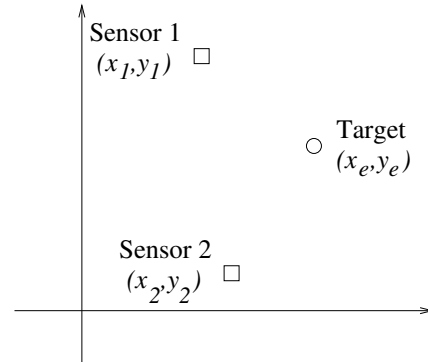 Sensor 1
(x₁,y₁)
Target
(xₑ,yₑ)
Sensor 2
(x₂,y₂)